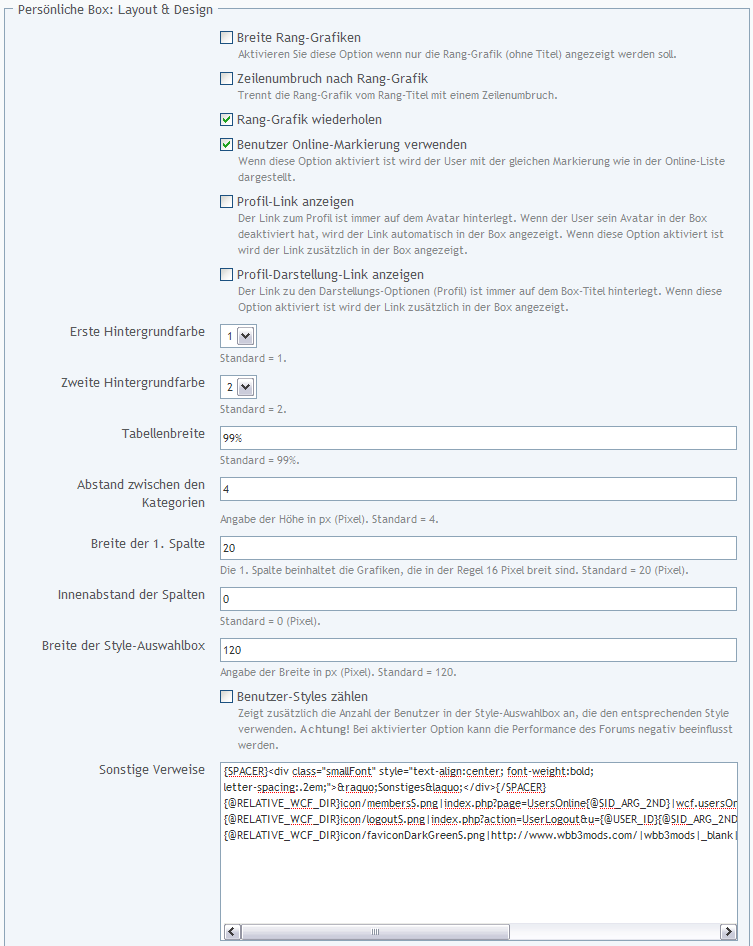 Persönliche Box: Layout & Design
Breite Rang-Grafiken
Aktivieren Sie diese Option wenn nur die Rang-Grafik (ohne Titel) angezeigt werden soll.
Zeilenumbruch nach Rang-Grafik
Trennt die Rang-Grafik vom Rang-Titel mit einem Zeilenumbruch.
Rang-Grafik wiederholen
Benutzer Online-Markierung verwenden
Wenn diese Option aktiviert ist wird der User mit der gleichen Markierung wie in der Online-Liste
dargestellt.
Profil-Link anzeigen
Der Link zum Profil ist immer auf dem Avatar hinterlegt. Wenn der User sein Avatar in der Box
deaktiviert hat, wird der Link automatisch in der Box angezeigt. Wenn diese Option aktiviert ist
wird der Link zusätzlich in der Box angezeigt.
Profil-Darstellung-Link anzeigen
Der Link zu den Darstellungs-Optionen (Profil) ist immer auf dem Box-Titel hinterlegt. Wenn diese
Option aktiviert ist wird der Link zusätzlich in der Box angezeigt.
Erste Hintergrundfarbe
1
Standard = 1.
Zweite Hintergrundfarbe
2
Standard = 2.
Tabellenbreite
99%
Standard = 99%.
Abstand zwischen den
Kategorien
4
Angabe der Höhe in px (Pixel). Standard = 4.
Breite der 1. Spalte
20
Die 1. Spalte beinhaltet die Grafiken, die in der Regel 16 Pixel breit sind. Standard = 20 (Pixel).
Innenabstand der Spalten
0
Standard = 0 (Pixel).
Breite der Style-Auswahlbox
120
Angabe der Breite in px (Pixel). Standard = 120.
Benutzer-Styles zählen
Zeigt zusätzlich die Anzahl der Benutzer in der Style-Auswahlbox an, die den entsprechenden Style
verwenden. Achtung! Bei aktivierter Option kann die Performance des Forums negativ beeinflusst
werden.
Sonstige Verweise
{SPACER}<div class="smallFont" style="text-align:center; font-weight:bold;
letter-spacing:.2em;">&raquo;Sonstiges&laquo;</div>{/SPACER}
{@RELATIVE_WCF_DIR}icon/membersS.png|index.php?page=UsersOnline{@SID_ARG_2ND}|wcf.usersOn
{@RELATIVE_WCF_DIR}icon/logoutS.png|index.php?action=UserLogout&u={@USER_ID}{@SID_ARG_2ND
{@RELATIVE_WCF_DIR}icon/faviconDarkGreenS.png|http://www.wbb3mods.com/|wbb3mods|_blank|